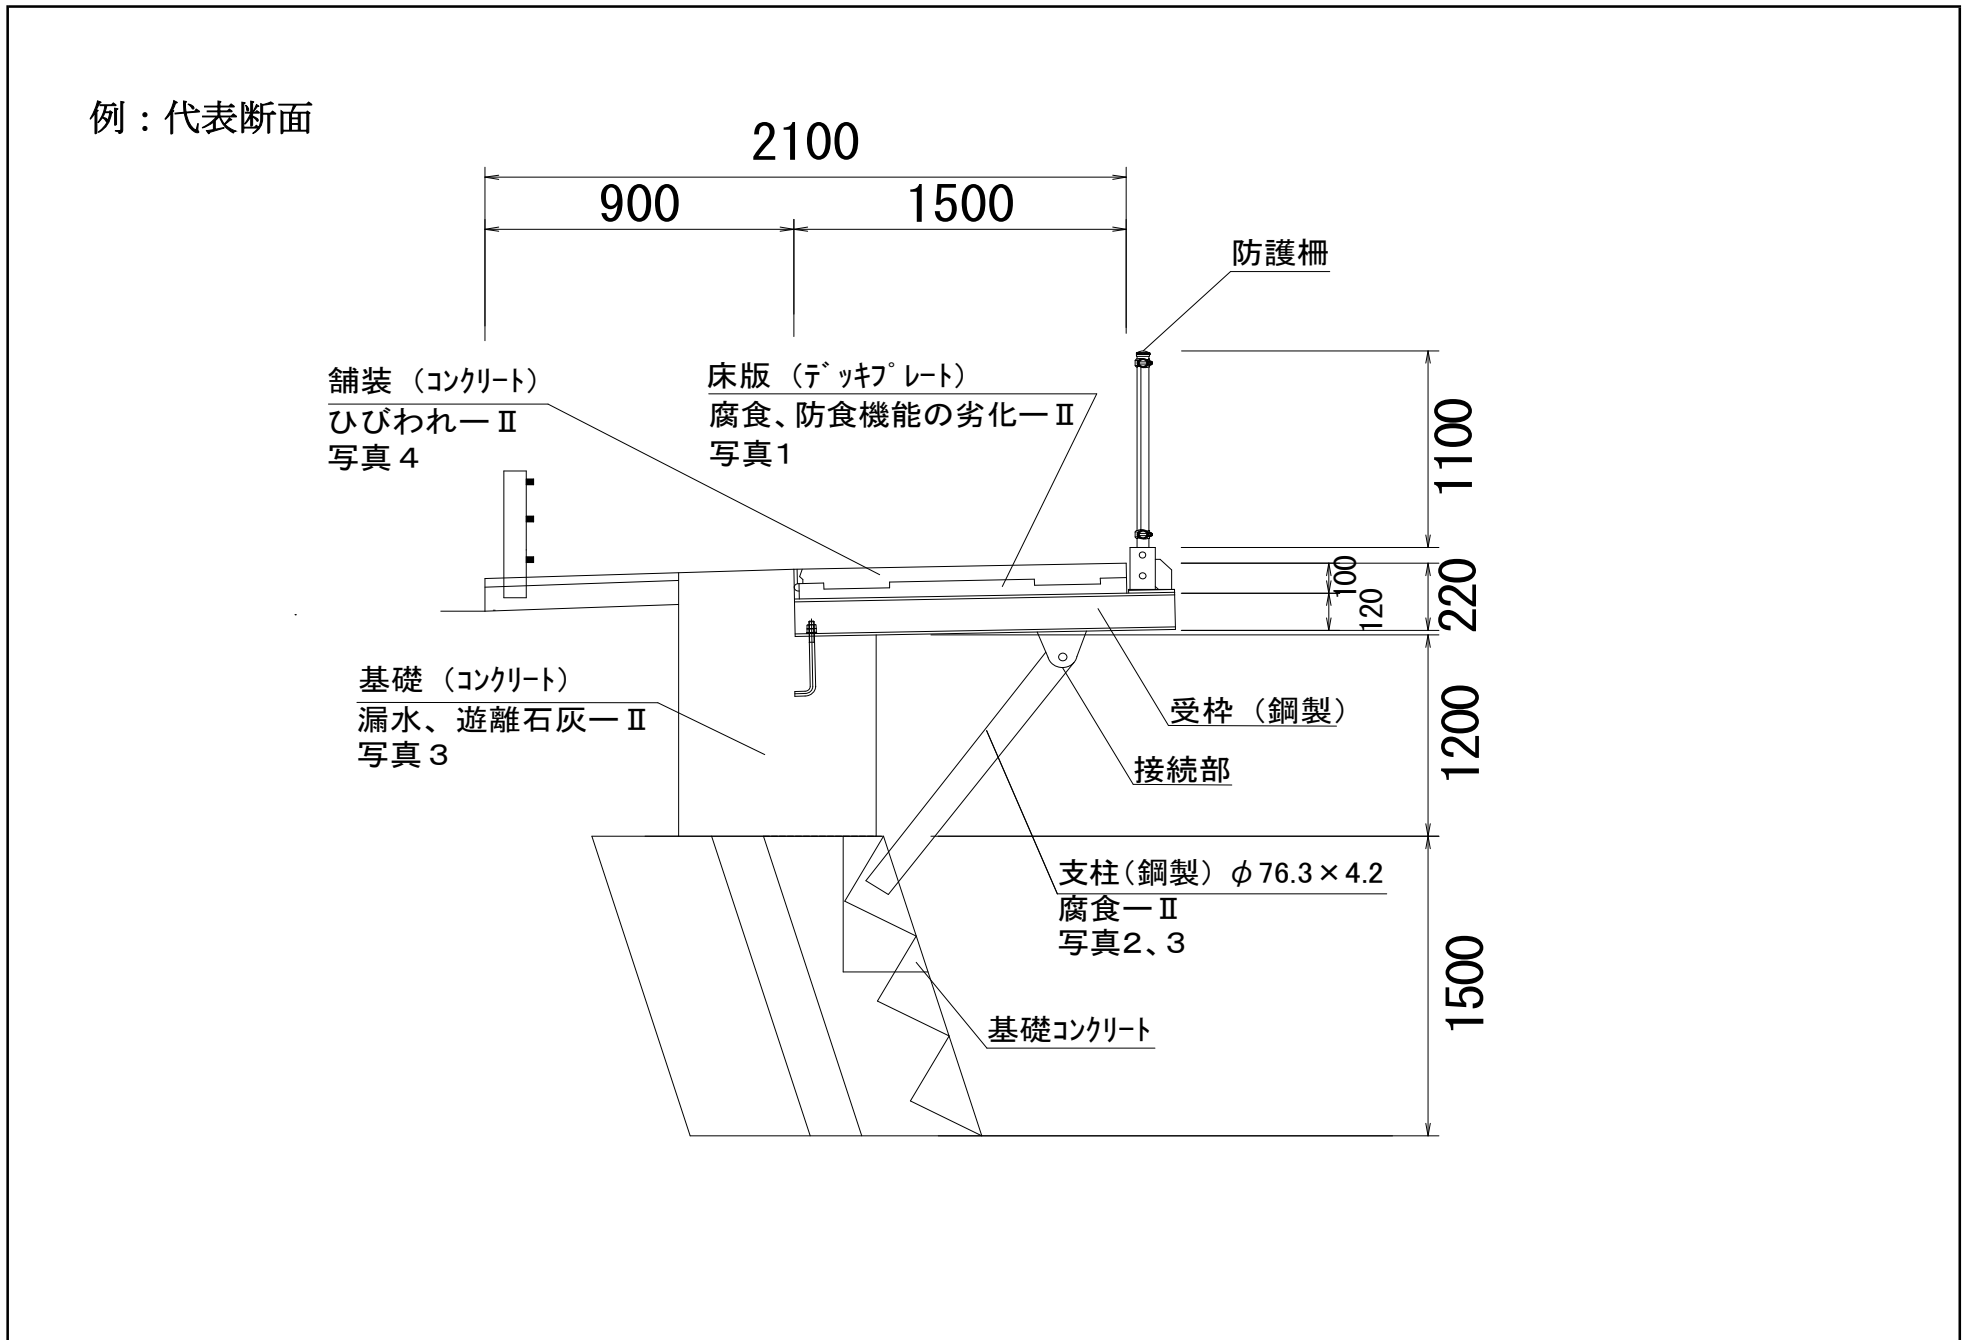 例：代表断面
2100
900
1500
防護柵
舗装（ｺﾝｸﾘｰﾄ）
ひびわれ－Ⅱ
写真４
床版（ﾃﾞｯｷﾌﾟﾚｰﾄ）
腐食、防食機能の劣化－Ⅱ
写真1
1100
100
120
220
基礎（ｺﾝｸﾘｰﾄ）
漏水、遊離石灰－Ⅱ
写真３
受枠（鋼製）
接続部
1200
支柱（鋼製）φ76.3×4.2
腐食－Ⅱ
写真2、3
基礎ｺﾝｸﾘｰﾄ
1500